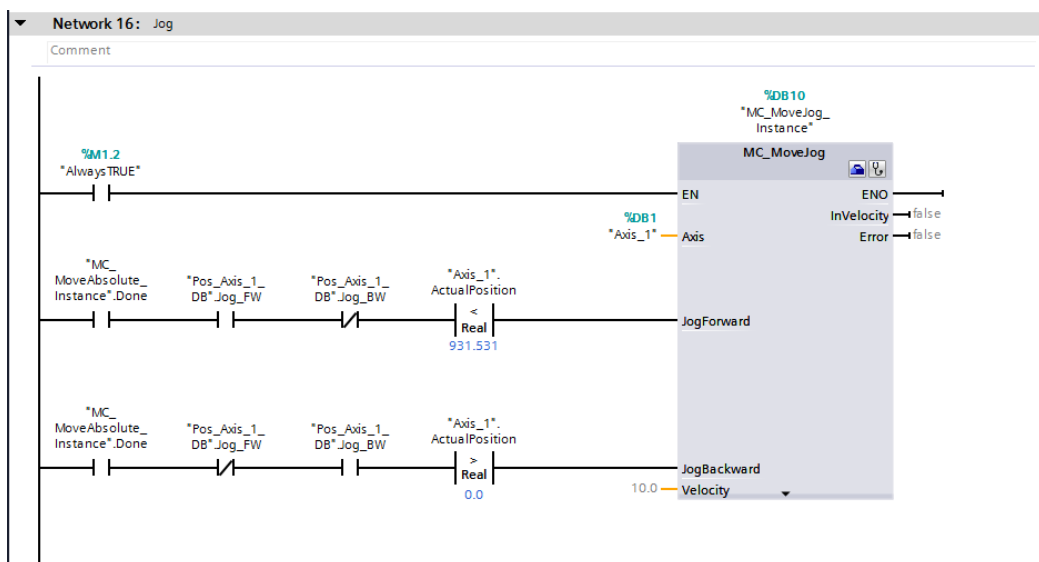 Network 16: Jog
Comment
%DB10
"MC_MoveJog_
Instance"
MC_MoveJog
%M1.2
"AlwaysTRUE"
EN
ENO
%DB1
"Axis_1"
Axis
InVelocity
false
Error
false
"MC_
MoveAbsolute_
Instance".Done
"Pos_Axis_1_
DB".Jog_FW
"Pos_Axis_1_
DB".Jog_BW
"Axis_1".
ActualPosition
<
Real
931.531
JogForward
"MC_
MoveAbsolute_
Instance".Done
"Pos_Axis_1_
DB".Jog_FW
"Pos_Axis_1_
DB".Jog_BW
"Axis_1".
ActualPosition
>
Real
0.0
JogBackward
10.0
Velocity